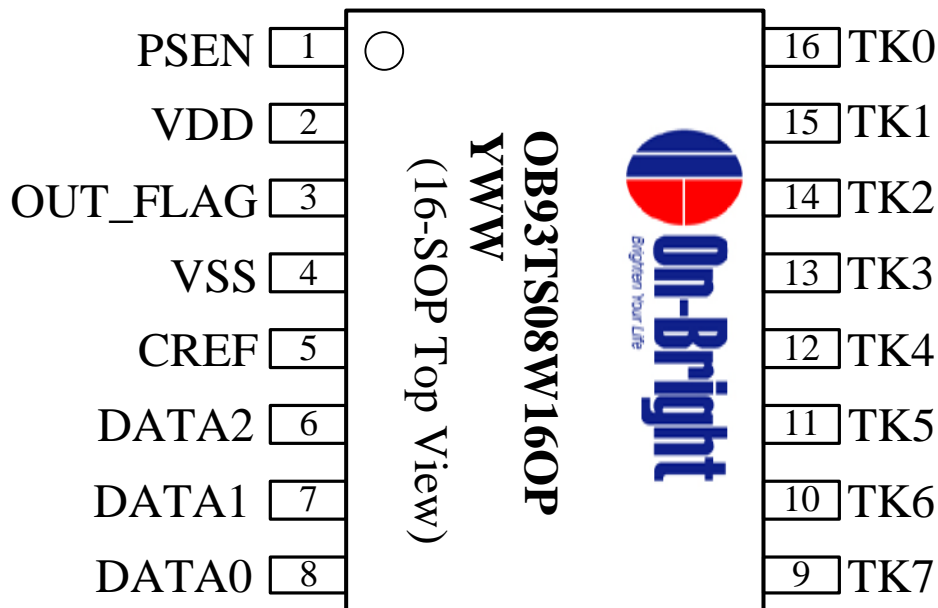 PSEN 1
VDD 2
OUT_FLAG 3
VSS 4
CREF 5
DATA2 6
DATA1 7
DATA0 8
OB93TS08W16OP
YWW
(16-SOP Top View)
On-Bright
Brighten Your Life
16 TK0
15 TK1
14 TK2
13 TK3
12 TK4
11 TK5
10 TK6
9 TK7